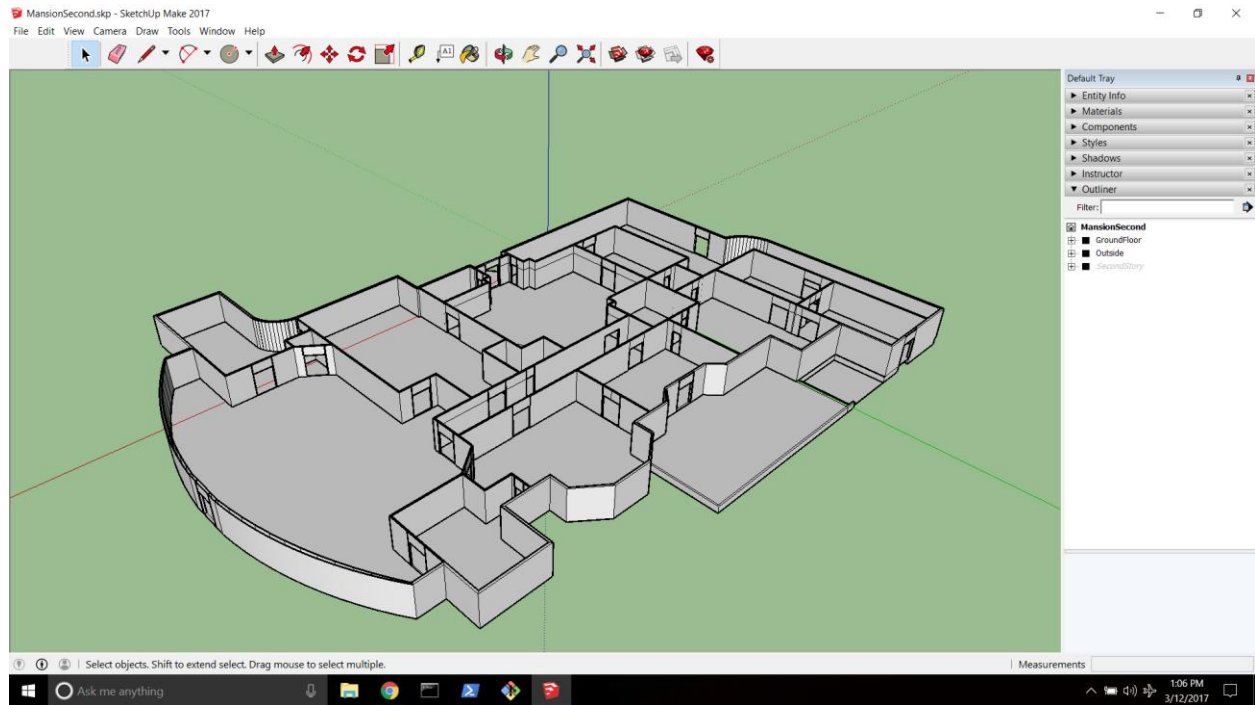 MansionSecond.skp - SketchUp Make 2017
File Edit View Camera Draw Tools Window Help
A1
Default Tray
Entity Info
Materials
Components
Styles
Shadows
Instructor
Outliner
Filter:
MansionSecond
GroundFloor
Outside
SecondStory
Select objects. Shift to extend select. Drag mouse to select multiple.
Measurements
Ask me anything
1:06 PM
3/12/2017